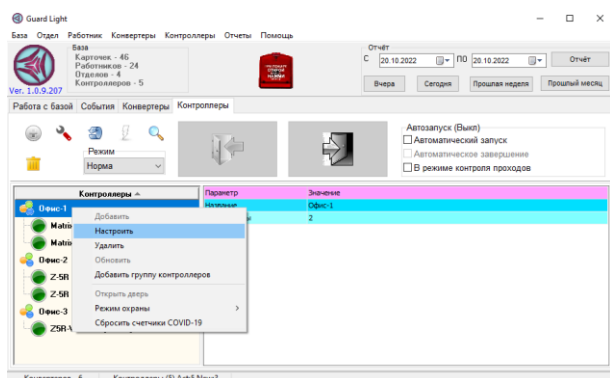 Guard Light
База Отдел Работник Конвертеры Контроллеры Отчеты Помощь
База
Карточек - 46
Работников - 24
Отделов - 4
Контроллеров - 5
Ver. 1.0.9.207
Отчёт
С 20.10.2022 ПО 20.10.2022 Отчёт
Вчера Сегодня Прошлая неделя Прошлый месяц
Работа с базой События Конвертеры Контроллеры
Режим
Норма
Автозапуск (Выкл)
Автоматический запуск
Автоматическое завершение
В режиме контроля проходов
Контроллеры Параметр Значение
Офис-1 Название Офис-1
2
Добавить
Matrix
Настроить
Matrix
Удалить
Офис-2
Обновить
Z-5R
Добавить группу контроллеров
Z-5R
Открыть дверь
Офис-3
Режим охраны
Z5R-
Сбросить счетчики COVID-19